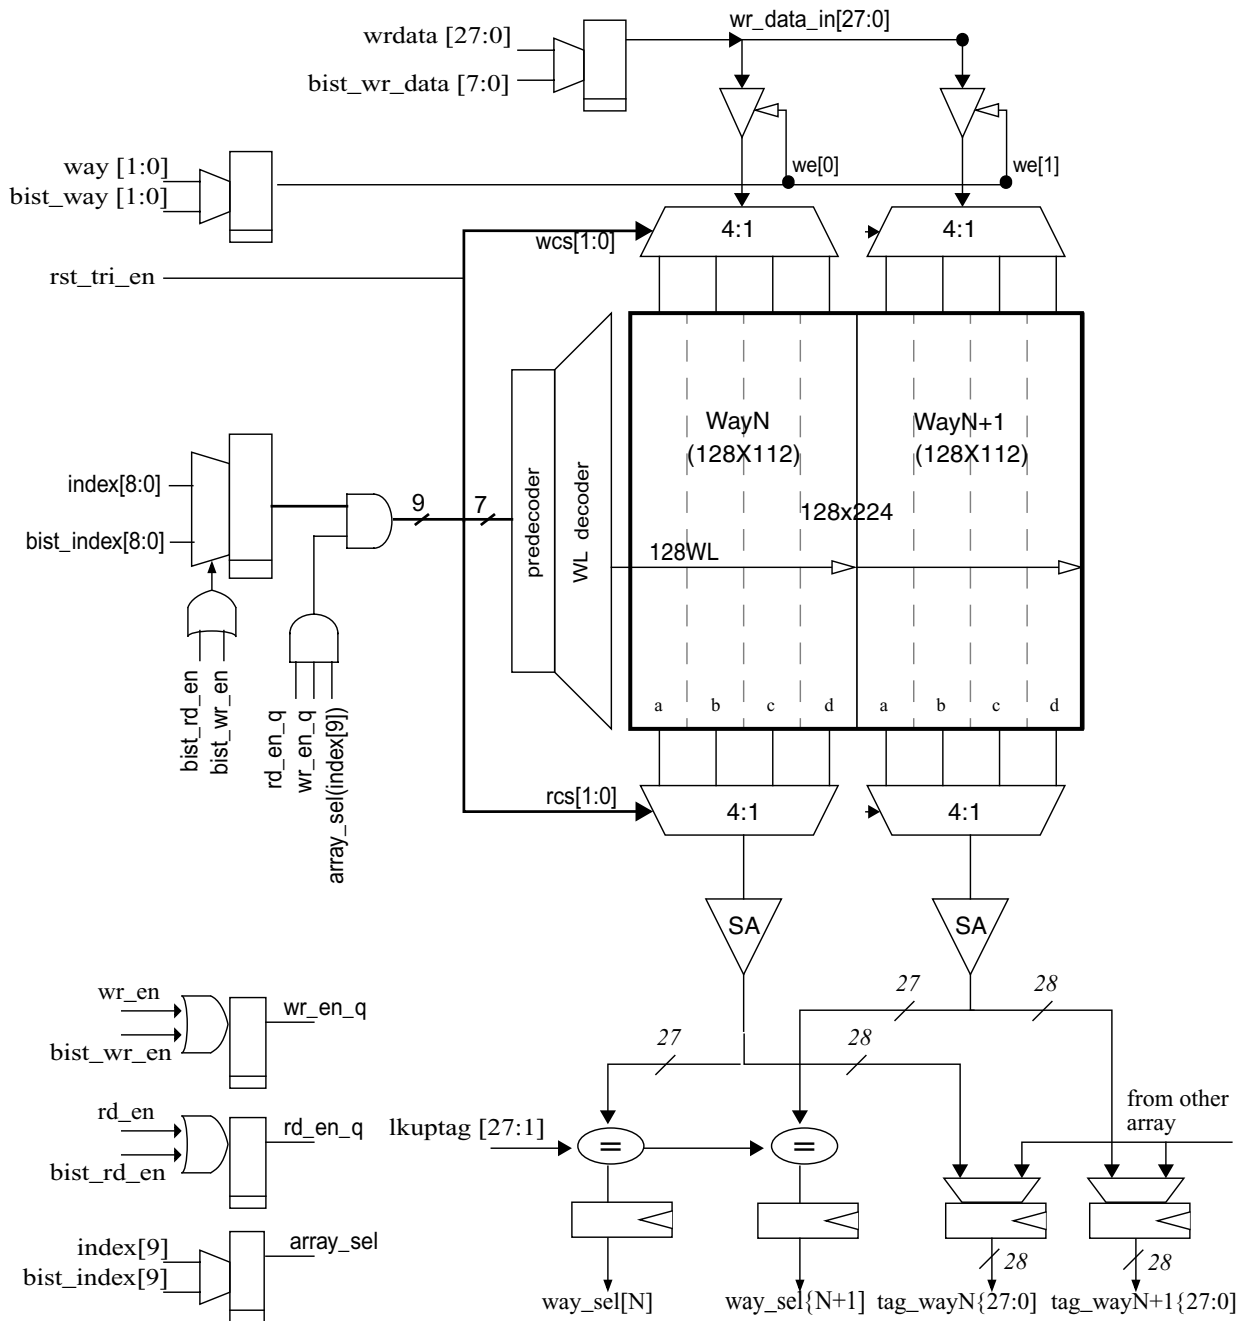 wr_data_in[27:0]
wrdata [27:0]
bist_wr_data [7:0]
way [1:0]
bist_way [1:0]
we[0]
we[1]
4:1
4:1
wcs[1:0]
rst_tri_en
WayN
(128X112)
WayN+1
(128X112)
predecoder
WL decoder
index[8:0]
bist_index[8:0]
9
7
128x224
128WL
bist_rd_en
bist_wr_en
rd_en_q
wr_en_q
array_sel(index[9])
a
b
c
d
a
b
c
d
rcs[1:0]
4:1
4:1
SA
SA
27
28
27
28
wr_en
bist_wr_en
wr_en_q
rd_en
bist_rd_en
rd_en_q
lkuptag [27:1]
=
=
from other
array
index[9]
bist_index[9]
array_sel
28
28
way_sel[N]
way_sel{N+1]
tag_wayN{27:0]
tag_wayN+1{27:0]